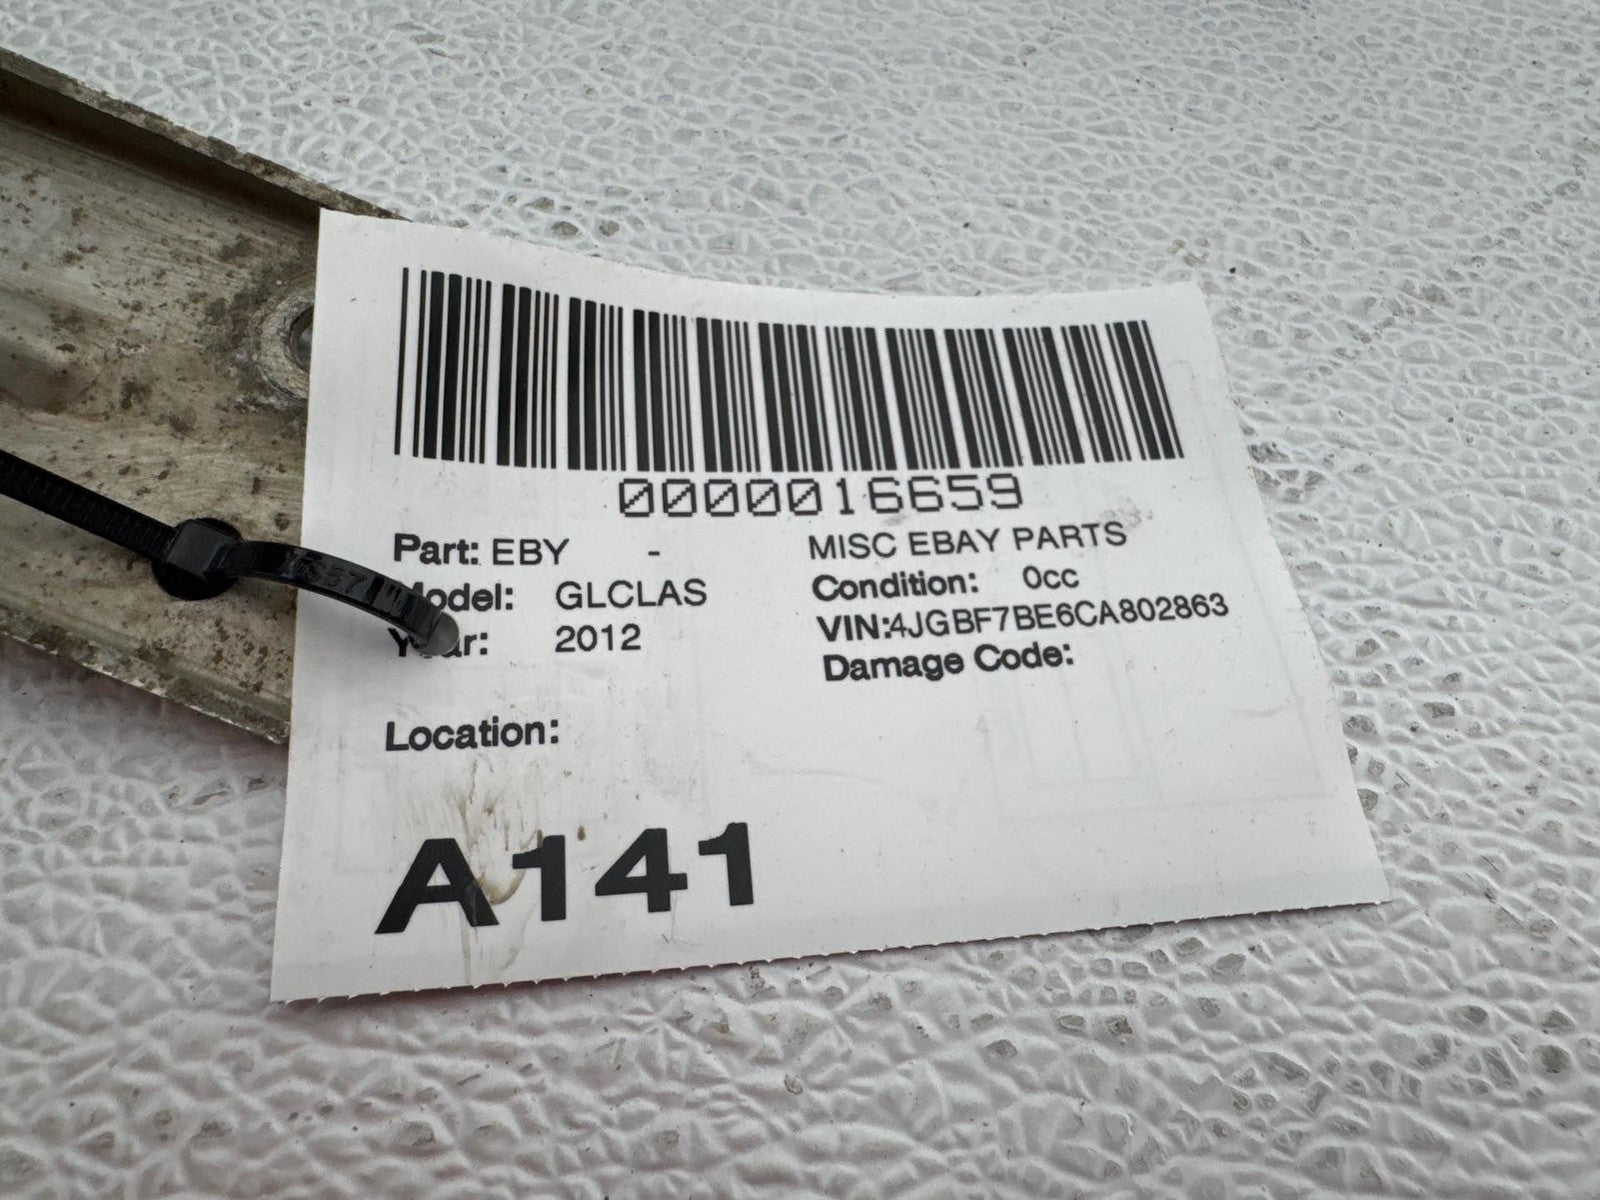 0000016659
Part: EBY - MISC EBAY PARTS
Model: GLCLAS Condition: 0cc
Year: 2012 VIN:4JGBF7BE6CA802863
Damage Code:
Location:
A141